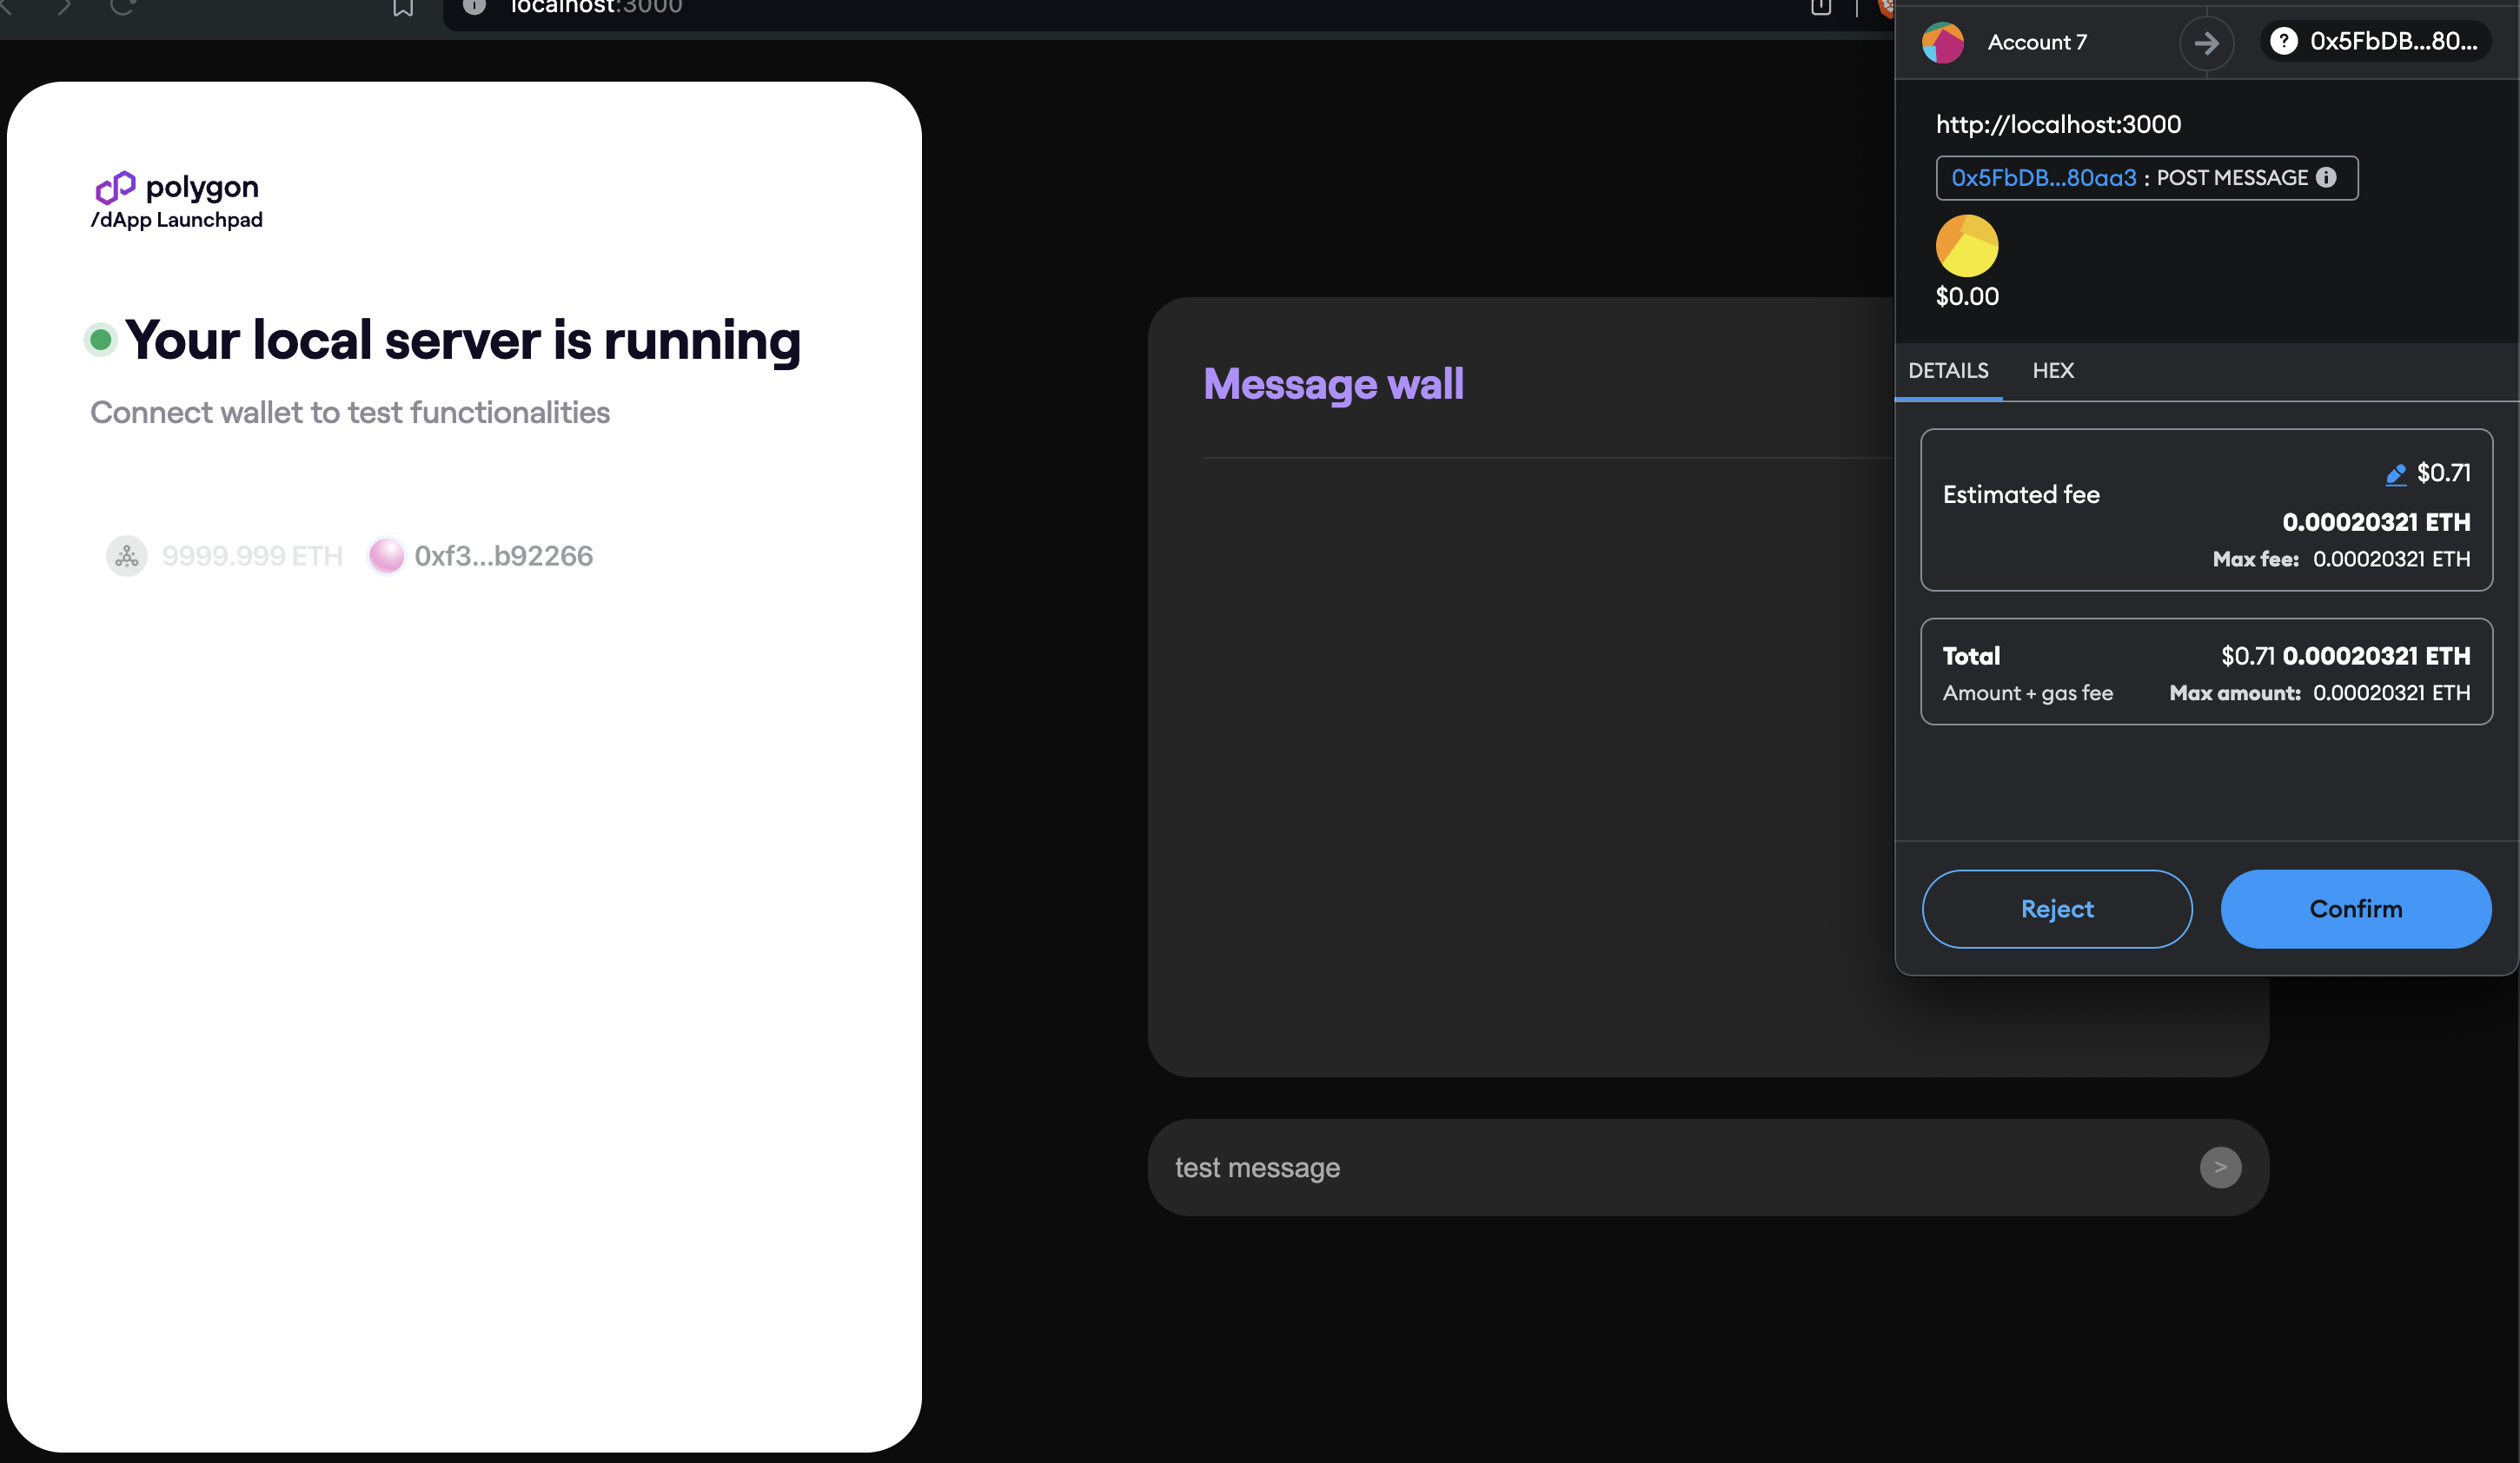 localhost:3000
polygon
/dApp Launchpad
Your local server is running
Connect wallet to test functionalities
9999.999 ETH 0xf3...b92266
Message wall
test message
>
Account 7
? 0x5FbDB...80...
http://localhost:3000
0x5FbDB...80aa3 : POST MESSAGE
$0.00
DETAILS HEX
Estimated fee
$0.71
0.00020321 ETH
Max fee: 0.00020321 ETH
Total $0.71 0.00020321 ETH
Amount + gas fee Max amount: 0.00020321 ETH
Reject Confirm